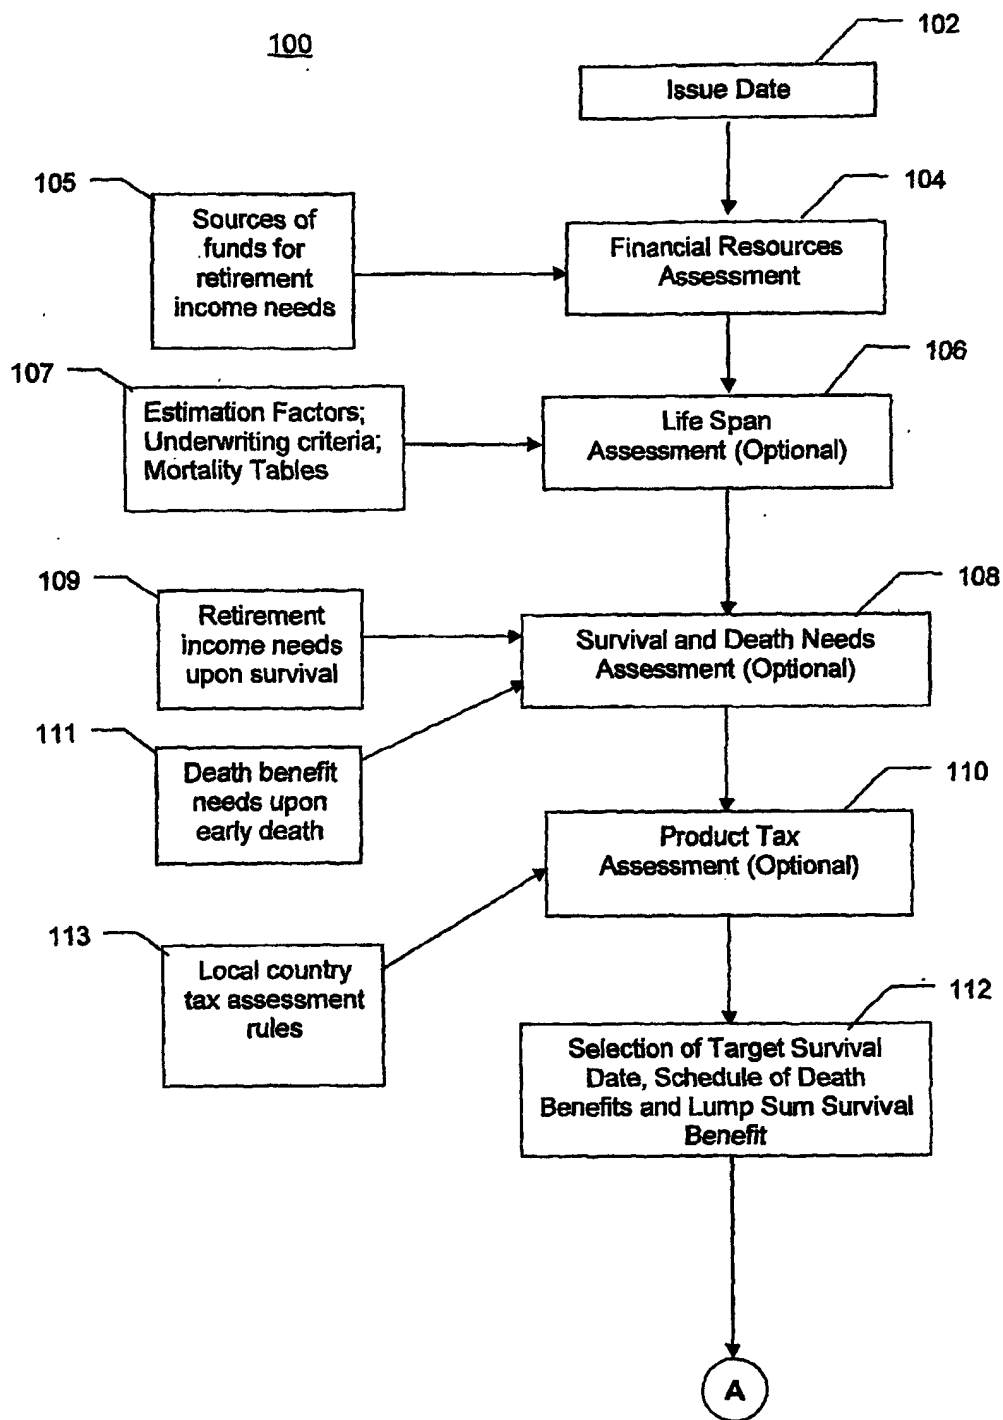 100
102
Issue Date
105
Sources of
funds for
retirement
income needs
104
Financial Resources
Assessment
107
Estimation Factors;
Underwriting criteria;
Mortality Tables
106
Life Span
Assessment (Optional)
109
Retirement
income needs
upon survival
108
Survival and Death Needs
Assessment (Optional)
111
Death benefit
needs upon
early death
110
Product Tax
Assessment (Optional)
113
Local country
tax assessment
rules
112
Selection of Target Survival
Date, Schedule of Death
Benefits and Lump Sum Survival
Benefit
A